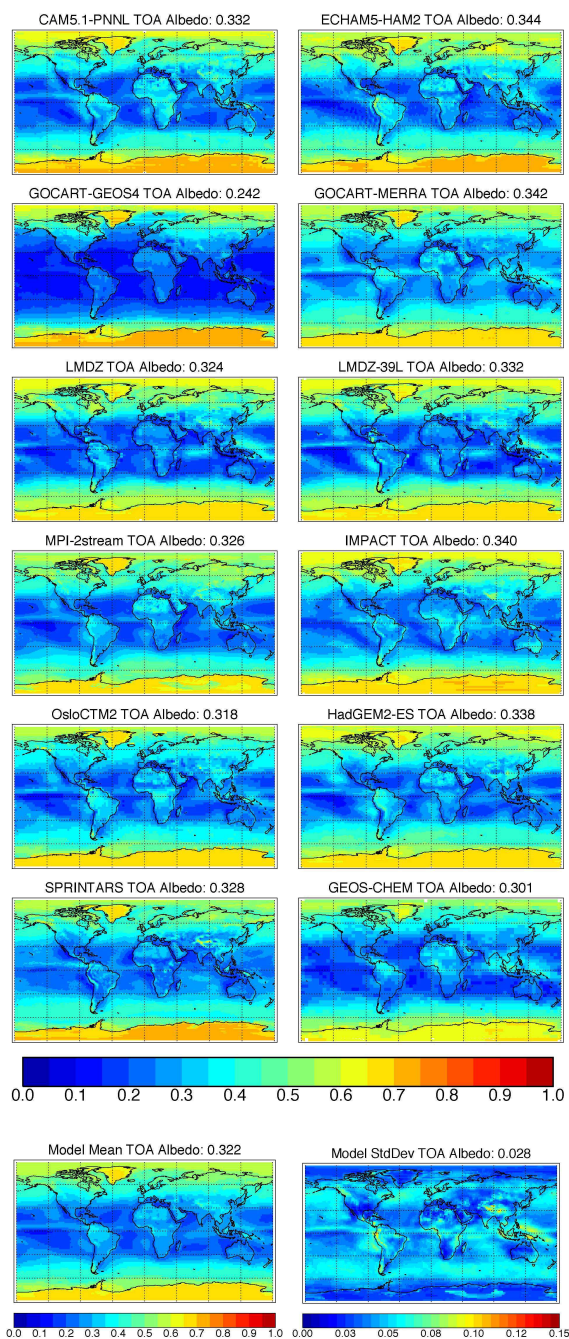 CAM5.1-PNNL TOA Albedo: 0.332
ECHAM5-HAM2 TOA Albedo: 0.344
GOCART-GEOS4 TOA Albedo: 0.242
GOCART-MERRA TOA Albedo: 0.342
LMDZ TOA Albedo: 0.324
LMDZ-39L TOA Albedo: 0.332
MPI-2stream TOA Albedo: 0.326
IMPACT TOA Albedo: 0.340
OsloCTM2 TOA Albedo: 0.318
HadGEM2-ES TOA Albedo: 0.338
SPRINTARS TOA Albedo: 0.328
GEOS-CHEM TOA Albedo: 0.301
0.0 0.1 0.2 0.3 0.4 0.5 0.6 0.7 0.8 0.9 1.0
Model Mean TOA Albedo: 0.322
Model StdDev TOA Albedo: 0.028
0.0 0.1 0.2 0.3 0.4 0.5 0.6 0.7 0.8 0.9 1.0
0.00 0.03 0.05 0.08 0.10 0.12 0.15